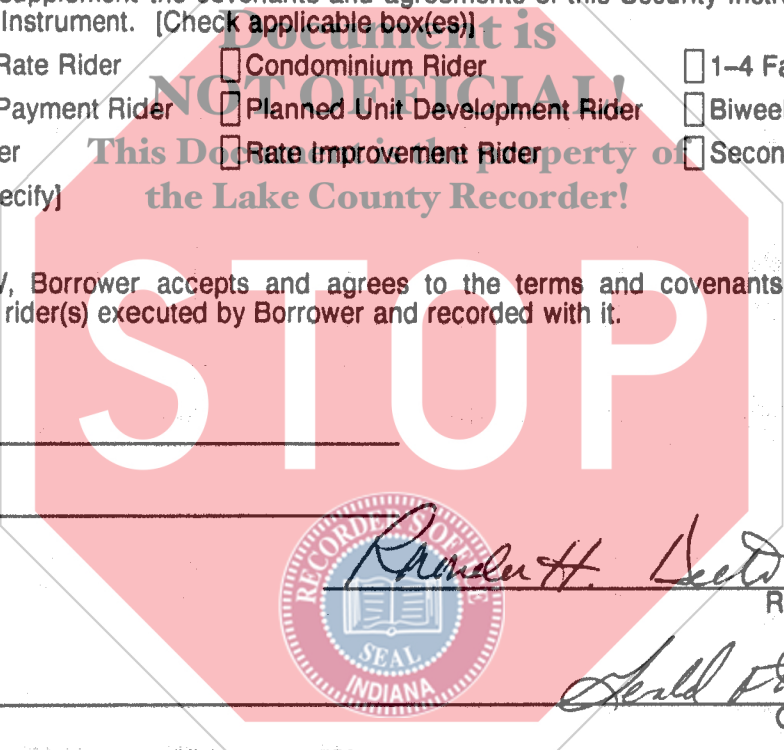 supplement the covenants and agreements of this Security Instr
Instrument. [Check applicable box(es)]
Document is
Rate Rider Condominium Rider 1–4 Fa
NOT OFFICIAL!
Payment Rider Planned Unit Development Rider Biwee
This Document is the property of
er Rate Improvement Rider Secon
the Lake County Recorder!
ecify]
, Borrower accepts and agrees to the terms and covenants
rider(s) executed by Borrower and recorded with it.
STOP
RECORDER'S OFFICE
H.
R
SEAL
INDIANA
Gerald